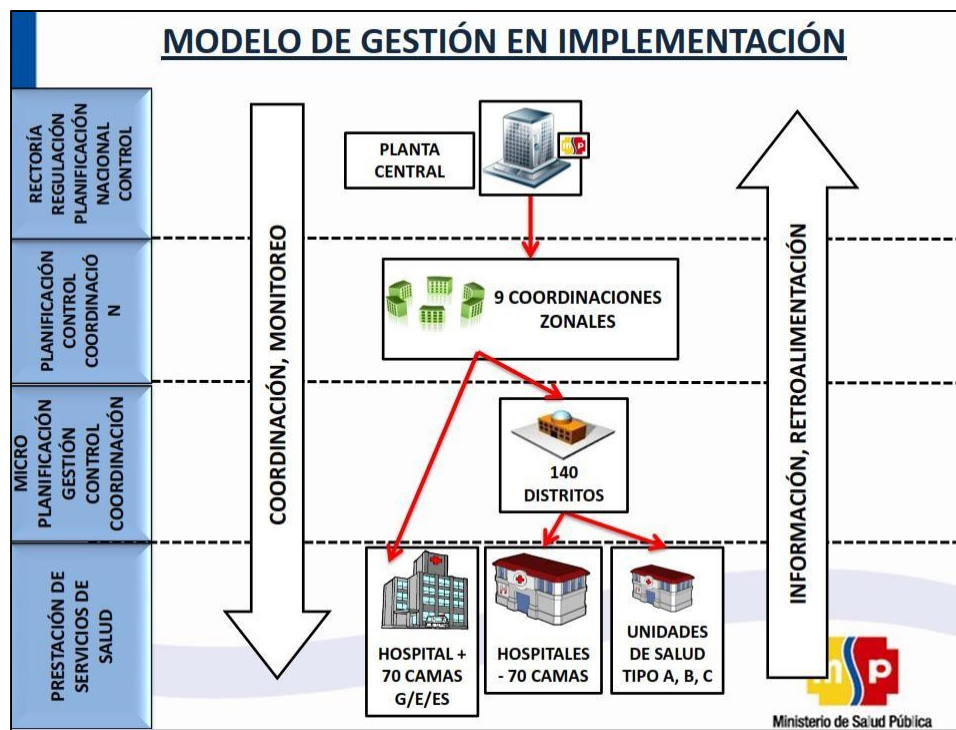 MODELO DE GESTIÓN EN IMPLEMENTACIÓN
RECTORÍA
REGULACIÓN
PLANIFICACIÓN
NACIONAL
CONTROL
PLANIFICACIÓN
CONTROL
COORDINACIÓ
N
MICRO
PLANIFICACIÓN
GESTIÓN
CONTROL
COORDINACIÓN
PRESTACIÓN DE
SERVICIOS DE
SALUD
COORDINACIÓN, MONITOREO
PLANTA
CENTRAL
msp
9 COORDINACIONES
ZONALES
140
DISTRITOS
HOSPITAL +
70 CAMAS
G/E/ES
HOSPITALES
- 70 CAMAS
UNIDADES
DE SALUD
TIPO A, B, C
INFORMACIÓN, RETROALIMENTACIÓN
msp
Ministerio de Salud Pública